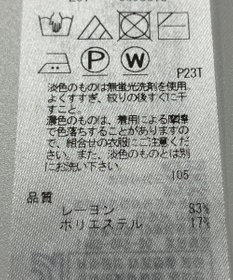 P W
P23T
淡色のものは無蛍光洗剤を使用
よくすすぎ、絞りの後すぐに干
すこと。
濃色のものは、着用による摩擦
で色落ちすることがありますの
で、組合せの衣服にご注意くださ
い。また、淡色のものとは別
にお洗い下さい。
105
品質
レーヨン 83%
ポリエステル 17%